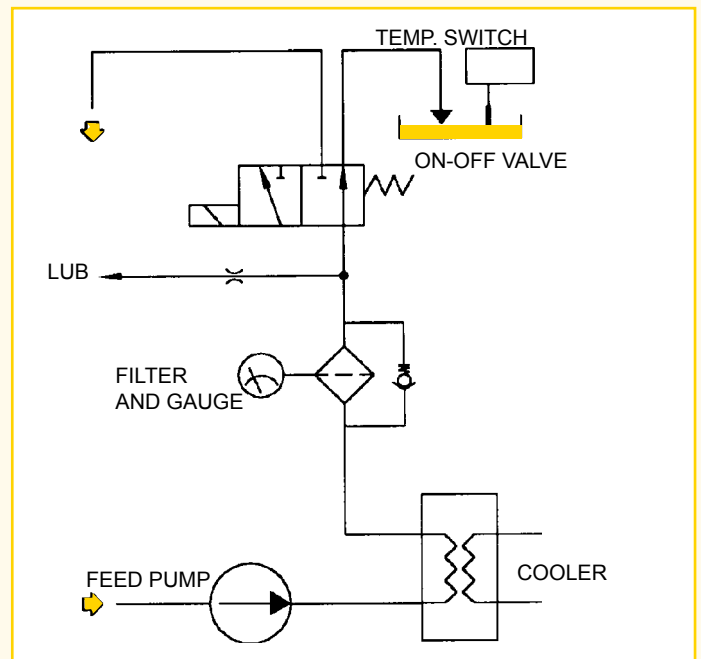 TEMP. SWITCH
ON-OFF VALVE
LUB
FILTER
AND GAUGE
FEED PUMP
COOLER